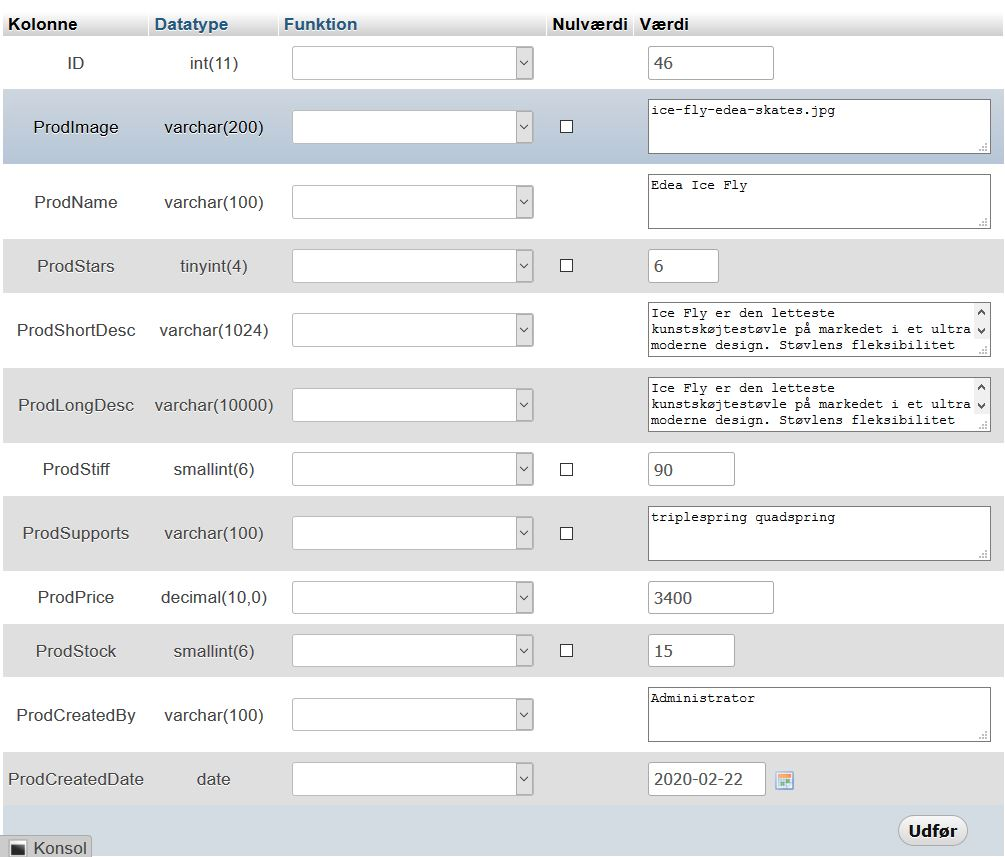 Kolonne Datatype Funktion Nulværdi Værdi
ID int(11) 46
ProdImage varchar(200) ice-fly-edea-skates.jpg
ProdName varchar(100) Edea Ice Fly
ProdStars tinyint(4) 6
ProdShortDesc varchar(1024) Ice Fly er den letteste
kunstskøjtestøvle på markedet i et ultra
moderne design. Støvlens fleksibilitet
ProdLongDesc varchar(10000) Ice Fly er den letteste
kunstskøjtestøvle på markedet i et ultra
moderne design. Støvlens fleksibilitet
ProdStiff smallint(6) 90
ProdSupports varchar(100) triplespring quadspring
ProdPrice decimal(10,0) 3400
ProdStock smallint(6) 15
ProdCreatedBy varchar(100) Administrator
ProdCreatedDate date 2020-02-22
Udfør
Konsol